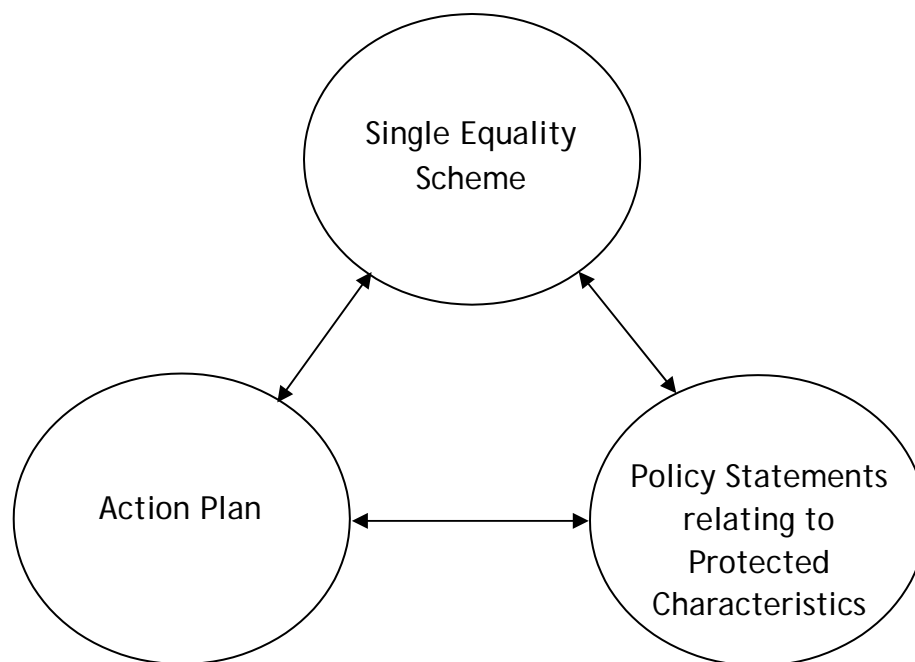 Single Equality
Scheme
Action Plan
Policy Statements
relating to
Protected
Characteristics